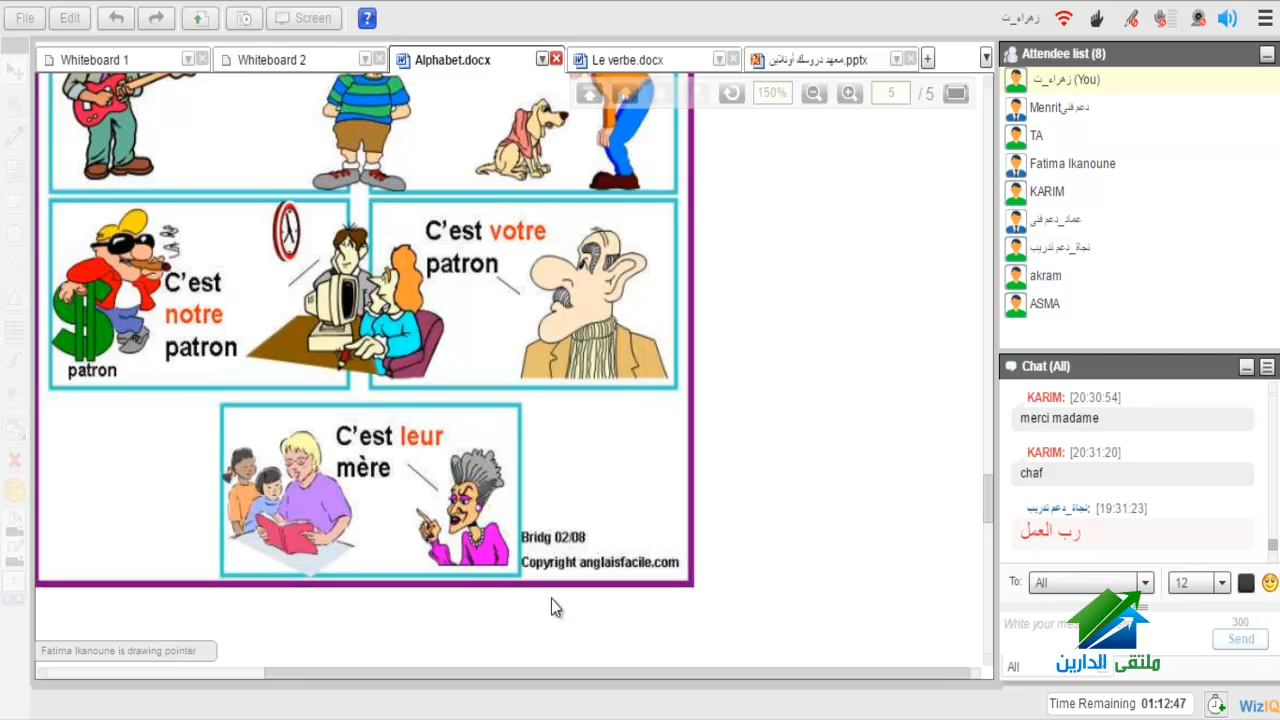 File
Edit
Screen
?
زهراء_ت
Whiteboard 1
Whiteboard 2
Alphabet.docx
Le verbe.docx
معهد دروسك أونلاين.pptx
150%
5 / 5
C'est
notre
patron
patron
C'est votre
patron
C'est leur
mère
Bridg 02/08
Copyright anglaisfacile.com
Fatima Ikanoune is drawing pointer
Attendee list (8)
زهراء_ت (You)
Menritدعم فني
TA
Fatima Ikanoune
KARIM
عماد_دعم فني
نجاة_دعم تدريب
akram
ASMA
Chat (All)
KARIM: [20:30:54]
merci madame
KARIM: [20:31:20]
chaf
نجاة_دعم تدريب: [19:31:23]
رب العمل
To: All 12
Write your me
300
Send
ملتقى الدارين
All
Time Remaining 01:12:47
WizIQ